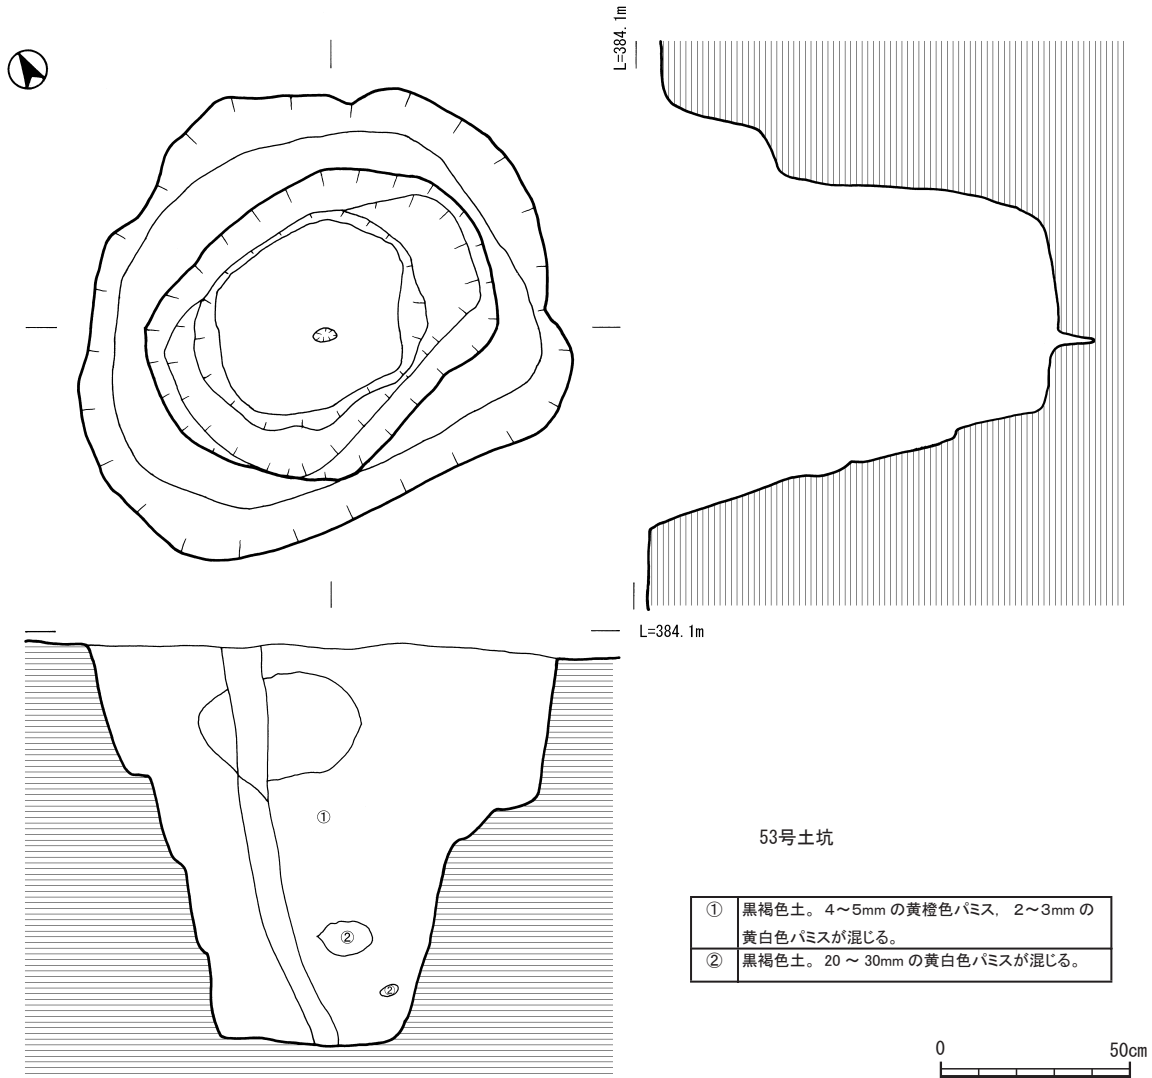 L=384.1m
L=384.1m
①
②
②
53号土坑
① 黒褐色土。4～5mm の黄橙色パミス, 2～3mm の
黄白色パミスが混じる。
② 黒褐色土。20 ～ 30mm の黄白色パミスが混じる。
0 50cm